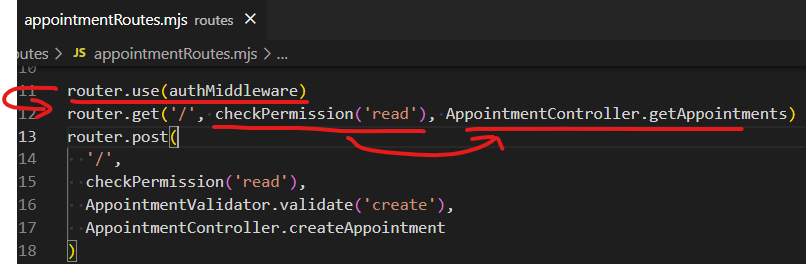 appointmentRoutes.mjs routes ✕
outes > JS appointmentRoutes.mjs > ...
10
11 router.use(authMiddleware)
12 router.get('/', checkPermission('read'), AppointmentController.getAppointments)
13 router.post(
14 '/',
15 checkPermission('read'),
16 AppointmentValidator.validate('create'),
17 AppointmentController.createAppointment
18 )